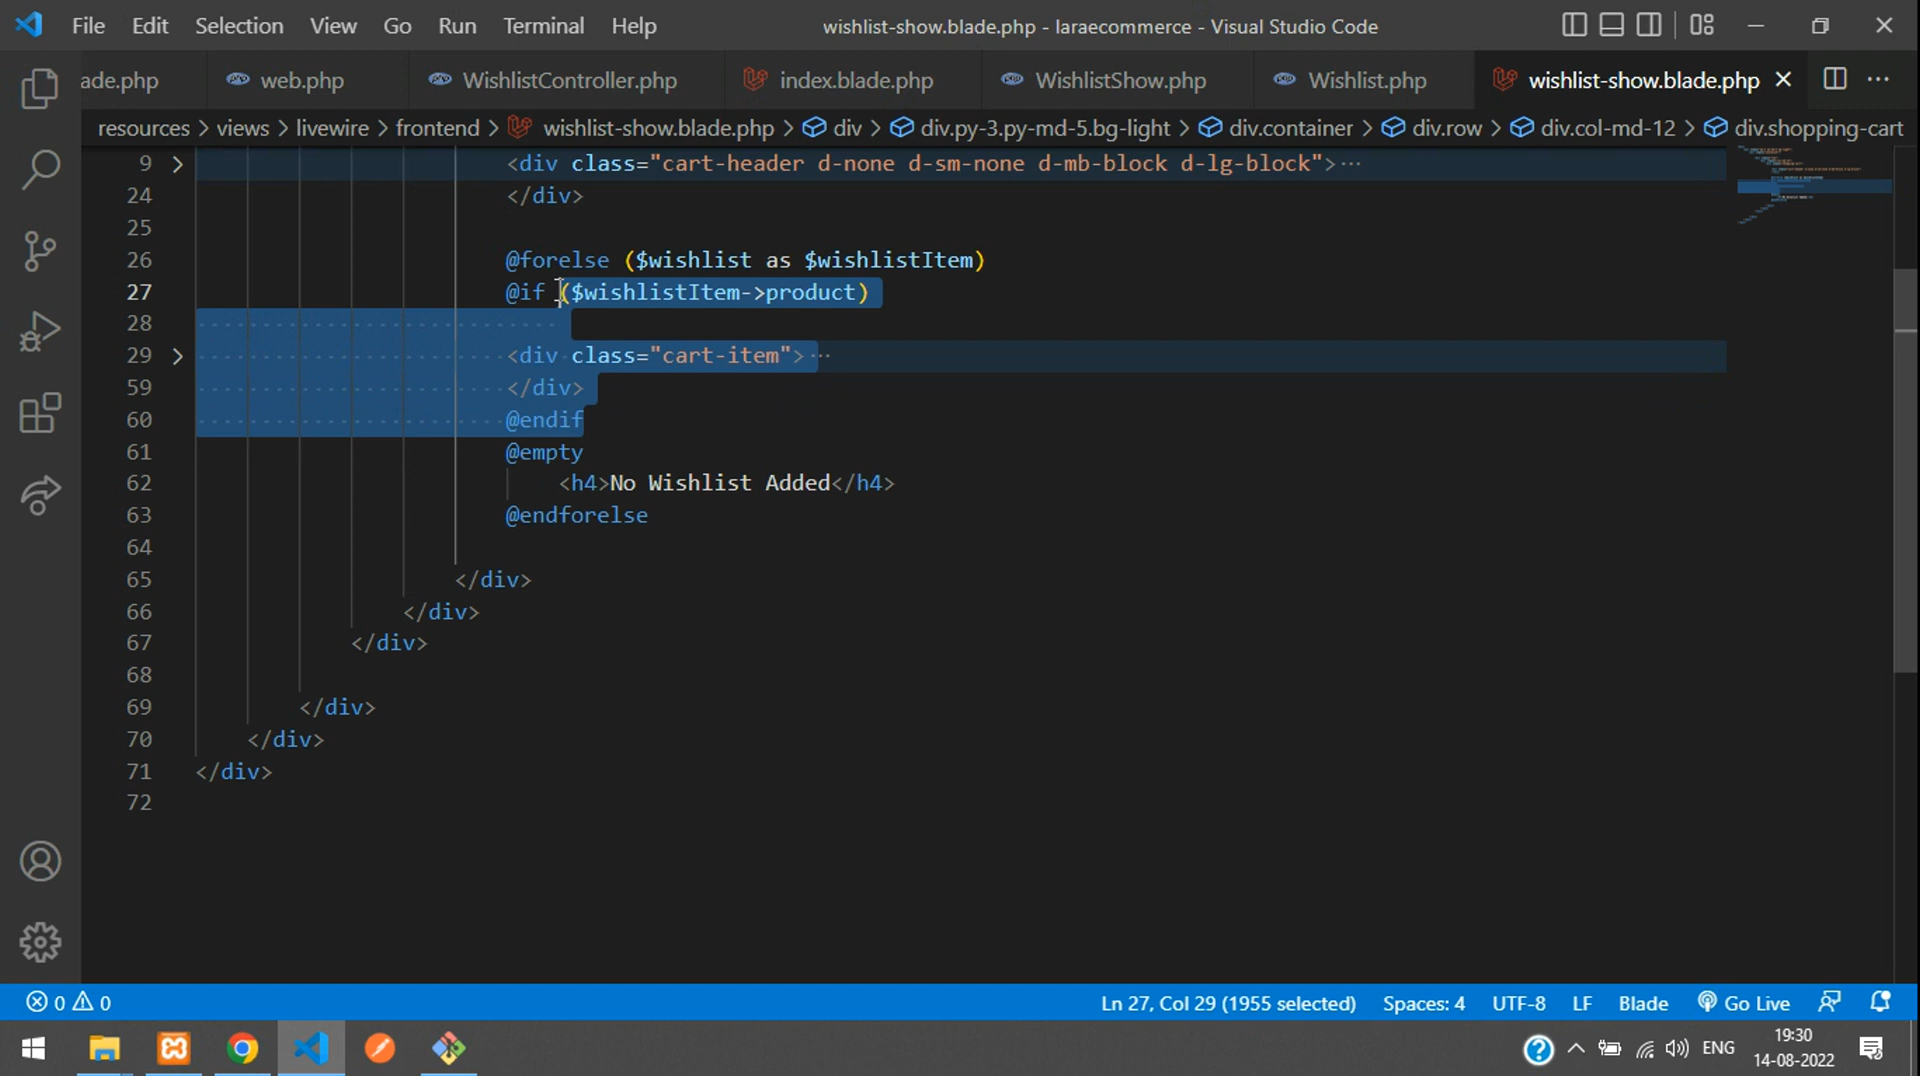 File Edit Selection View Go Run Terminal Help wishlist-show.blade.php - laraecommerce - Visual Studio Code
ade.php web.php WishlistController.php index.blade.php WishlistShow.php Wishlist.php wishlist-show.blade.php
resources > views > livewire > frontend > wishlist-show.blade.php > div > div.py-3.py-md-5.bg-light > div.container > div.row > div.col-md-12 > div.shopping-cart
9 <div class="cart-header d-none d-sm-none d-mb-block d-lg-block">···
24 </div>
25
26 @forelse ($wishlist as $wishlistItem)
27 @if ($wishlistItem->product)
28
29 <div class="cart-item">···
59 </div>
60 @endif
61 @empty
62 <h4>No Wishlist Added</h4>
63 @endforelse
64
65 </div>
66 </div>
67 </div>
68
69 </div>
70 </div>
71 </div>
72
0 0 Ln 27, Col 29 (1955 selected) Spaces: 4 UTF-8 LF Blade Go Live
ENG 19:30
14-08-2022